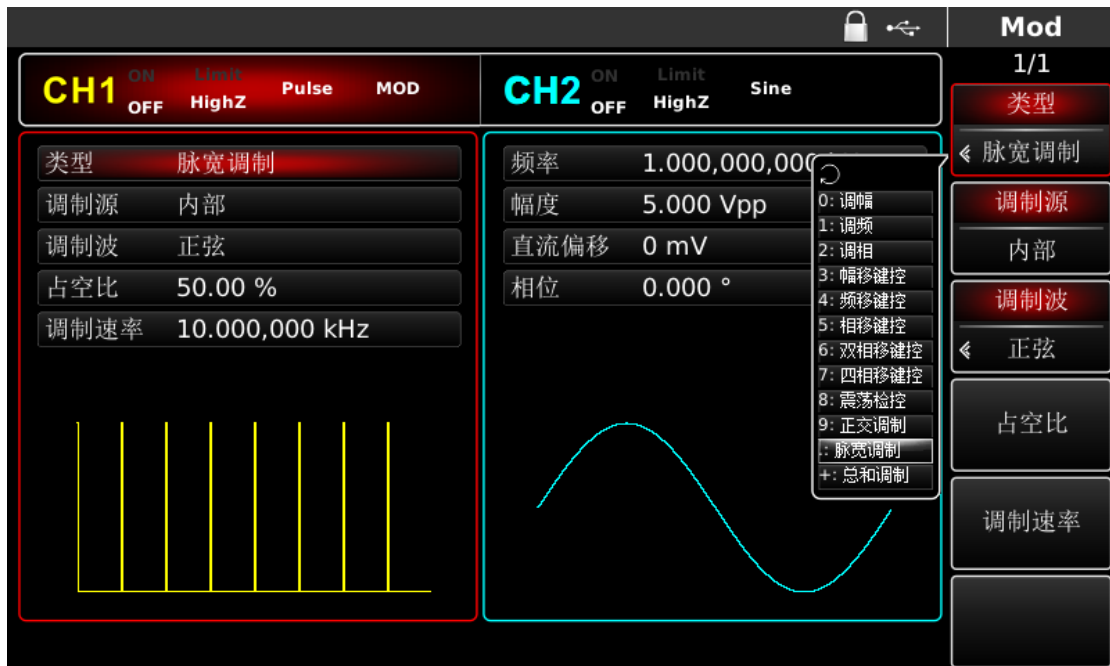 Mod
1/1
CH1 ON OFF Limit HighZ Pulse MOD
CH2 ON OFF Limit HighZ Sine
类型 脉宽调制
调制源 内部
调制波 正弦
占空比 50.00 %
调制速率 10.000,000 kHz
频率 1.000,000,000
幅度 5.000 Vpp
直流偏移 0 mV
相位 0.000 °
0: 调幅
1: 调频
2: 调相
3: 幅移键控
4: 频移键控
5: 相移键控
6: 双相移键控
7: 四相移键控
8: 震荡检控
9: 正交调制
.: 脉宽调制
+: 总和调制
类型
脉宽调制
调制源
内部
调制波
正弦
占空比
调制速率